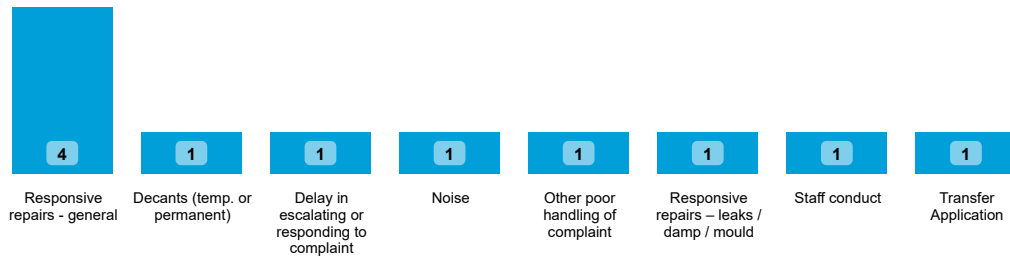 4
1
1
1
1
1
1
1
Responsive
repairs - general
Decants (temp. or
permanent)
Delay in
escalating or
responding to
complaint
Noise
Other poor
handling of
complaint
Responsive
repairs – leaks /
damp / mould
Staff conduct
Transfer
Application